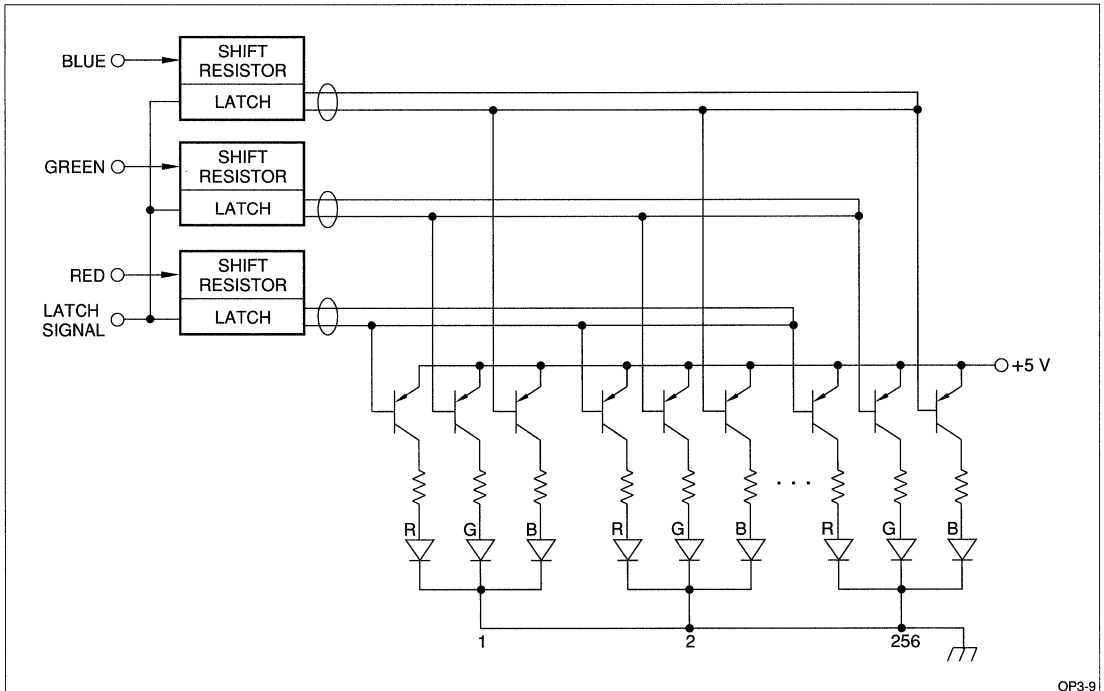 BLUE
SHIFT
RESISTOR
LATCH
GREEN
SHIFT
RESISTOR
LATCH
RED
SHIFT
RESISTOR
LATCH
SIGNAL
LATCH
+5 V
R G B R G B . . . R G B
1 2 256
OP3-9